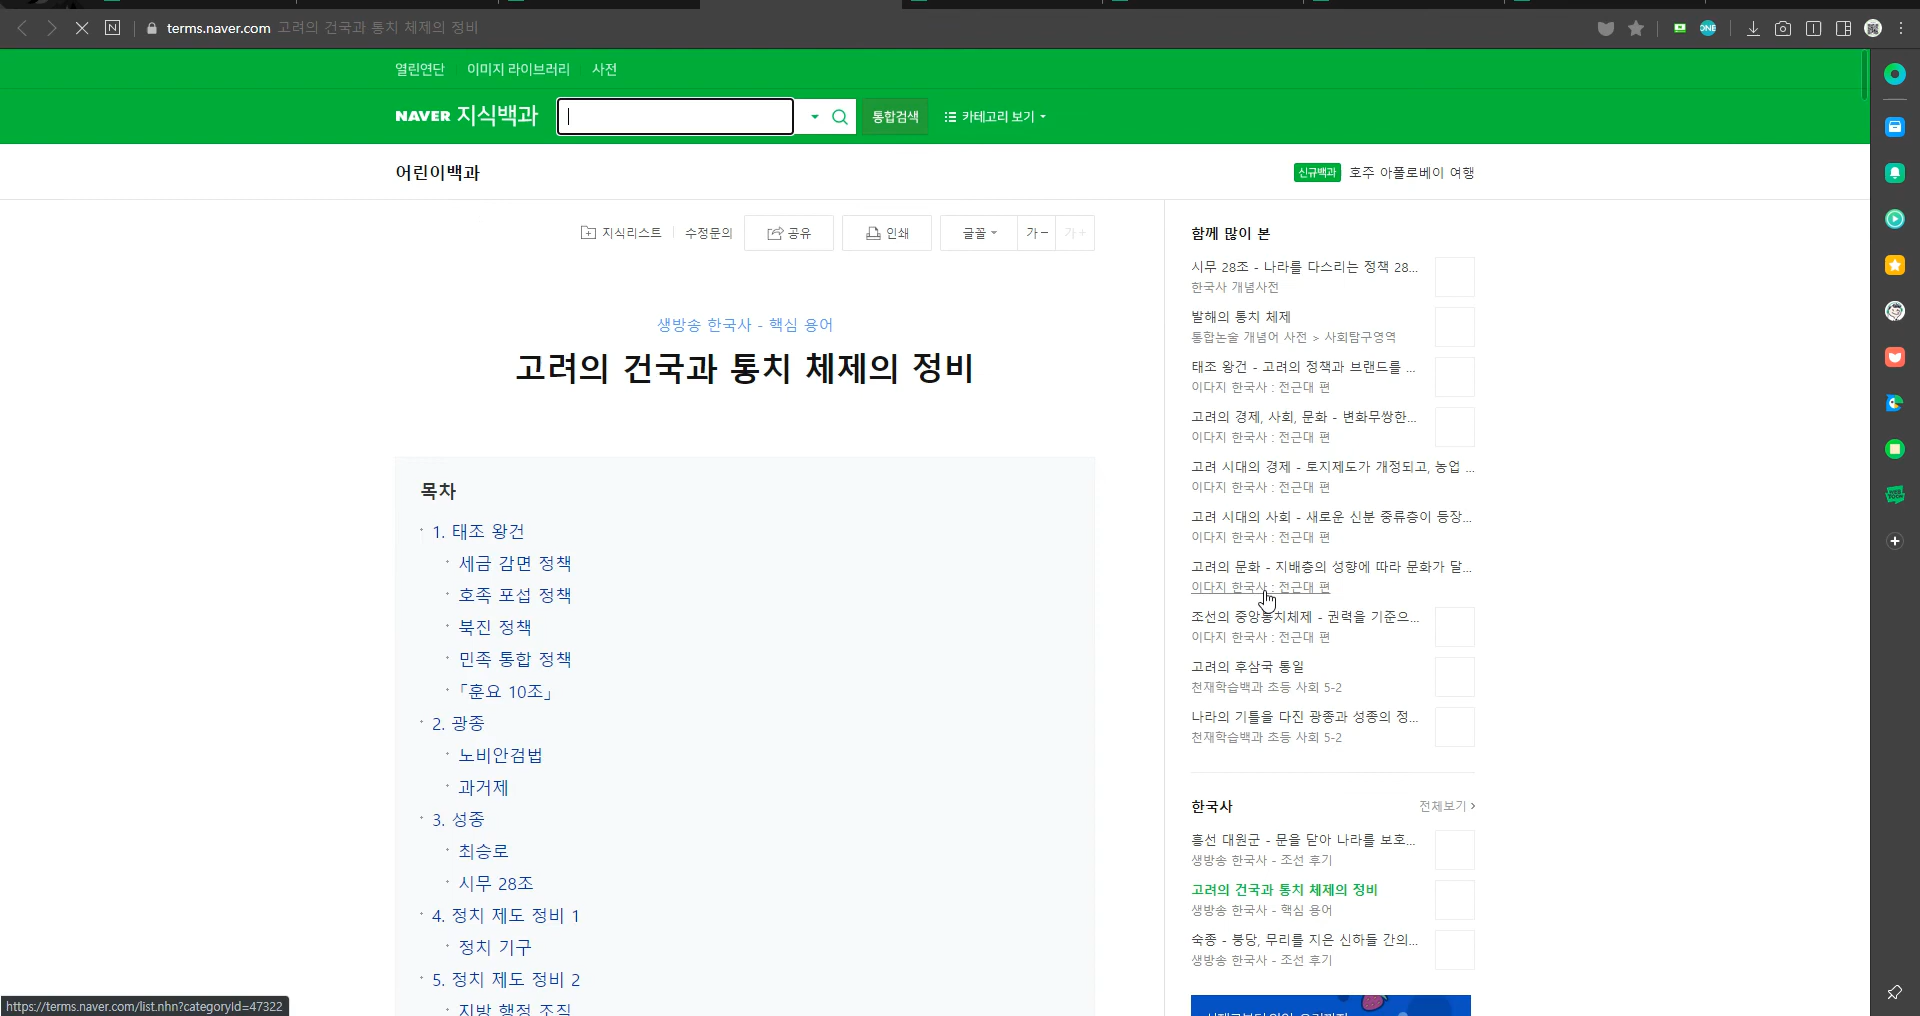 terms.naver.com 고려의 건국과 통치 체제의 정비
열린연단 이미지 라이브러리 사전
NAVER 지식백과 통합검색 카테고리 보기
어린이백과
신규백과 호주 아폴로베이 여행
지식리스트 수정문의 공유 인쇄 글꼴 가- 가+
생방송 한국사 - 핵심 용어
고려의 건국과 통치 체제의 정비
목차
1. 태조 왕건
세금 감면 정책
호족 포섭 정책
북진 정책
민족 통합 정책
「훈요 10조」
2. 광종
노비안검법
과거제
3. 성종
최승로
시무 28조
4. 정치 제도 정비 1
정치 기구
5. 정치 제도 정비 2
지방 행정 조직
함께 많이 본
시무 28조 - 나라를 다스리는 정책 28...
한국사 개념사전
발해의 통치 체제
통합논술 개념어 사전 > 사회탐구영역
태조 왕건 - 고려의 정책과 브랜드를 ...
이다지 한국사 : 전근대 편
고려의 경제, 사회, 문화 - 변화무쌍한...
이다지 한국사 : 전근대 편
고려 시대의 경제 - 토지제도가 개정되고, 농업 ...
이다지 한국사 : 전근대 편
고려 시대의 사회 - 새로운 신분 중류층이 등장...
이다지 한국사 : 전근대 편
고려의 문화 - 지배층의 성향에 따라 문화가 달...
이다지 한국사 : 전근대 편
조선의 중앙통치체제 - 권력을 기준으...
이다지 한국사 : 전근대 편
고려의 후삼국 통일
천재학습백과 초등 사회 5-2
나라의 기틀을 다진 광종과 성종의 정...
천재학습백과 초등 사회 5-2
한국사 전체보기
흥선 대원군 - 문을 닫아 나라를 보호...
생방송 한국사 - 조선 후기
고려의 건국과 통치 체제의 정비
생방송 한국사 - 핵심 용어
숙종 - 붕당, 무리를 지은 신하들 간의...
생방송 한국사 - 조선 후기
https://terms.naver.com/list.nhn?categoryId=47322